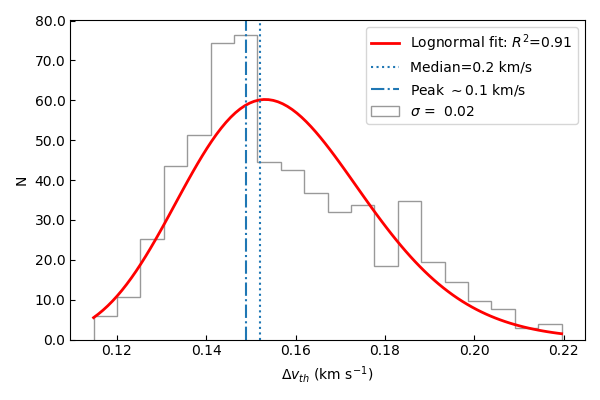 80.0
70.0
60.0
50.0
40.0
30.0
20.0
10.0
0.0
N
Lognormal fit: R²=0.91
Median=0.2 km/s
Peak ∼0.1 km/s
σ = 0.02
0.12 0.14 0.16 0.18 0.20 0.22
Δv_{th} (km s⁻¹)